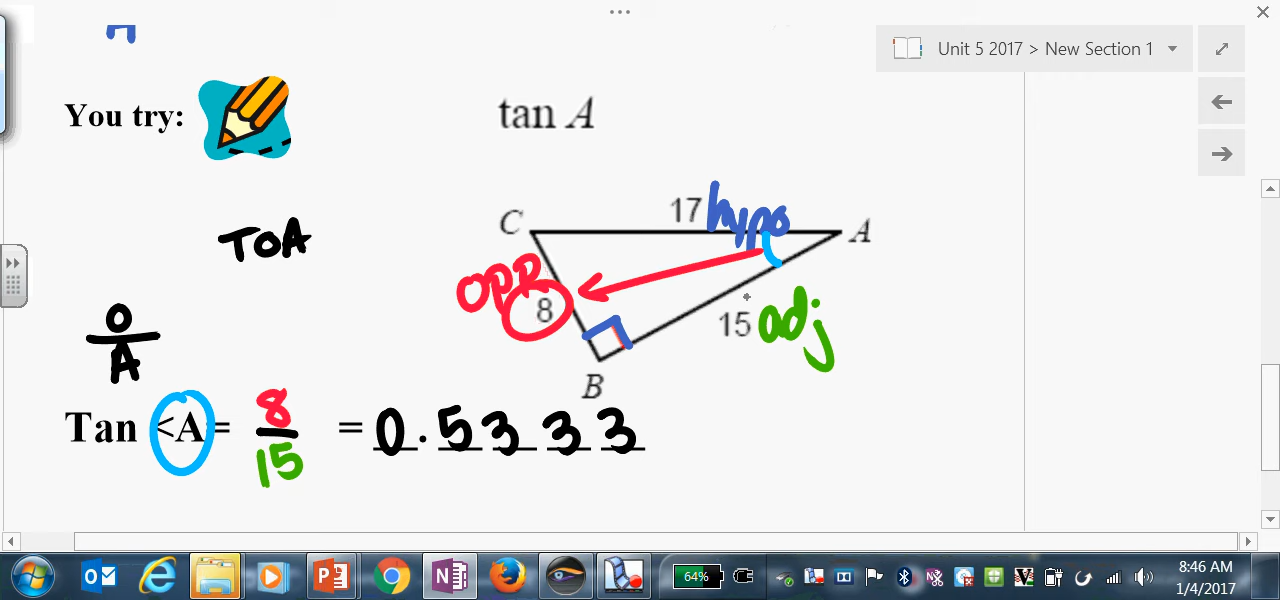 Unit 5 2017 > New Section 1
You try:
tan A
TOA
C
17
hypo
A
opp
8
15
adj
B
O
A
Tan <A = 8/15 = 0.5333
64%
8:46 AM
1/4/2017